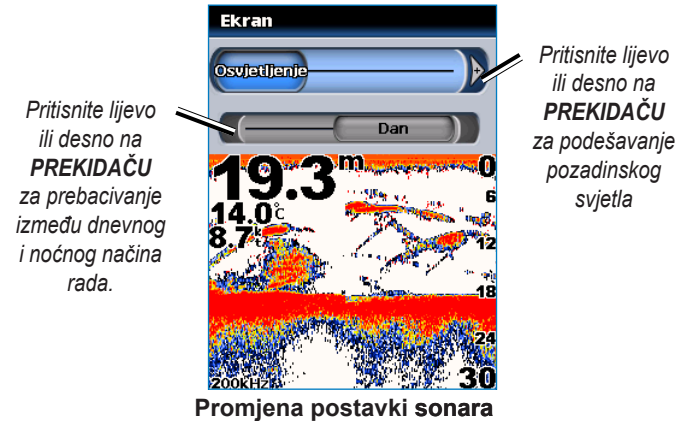 Ekran
Osvjetljenje
+
Pritisnite lijevo
ili desno na
PREKIDAČU
za podešavanje
pozadinskog
svjetla
Pritisnite lijevo
ili desno na
PREKIDAČU
za prebacivanje
između dnevnog
i noćnog načina
rada.
Dan
19.3 m
14.0 °c
8.7
0
6
12
18
24
30
200kHz
Promjena postavki sonara